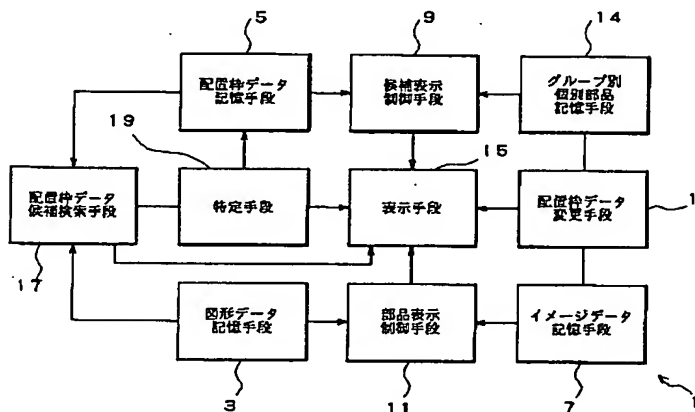 5
9
14
配置枠データ
記憶手段
候補表示
制御手段
グループ別
個別部品
記憶手段
19
15
配置枠データ
候補検索手段
特定手段
表示手段
配置枠データ
変更手段
1
17
図形データ
記憶手段
部品表示
制御手段
イメージデータ
記憶手段
3
11
7
1